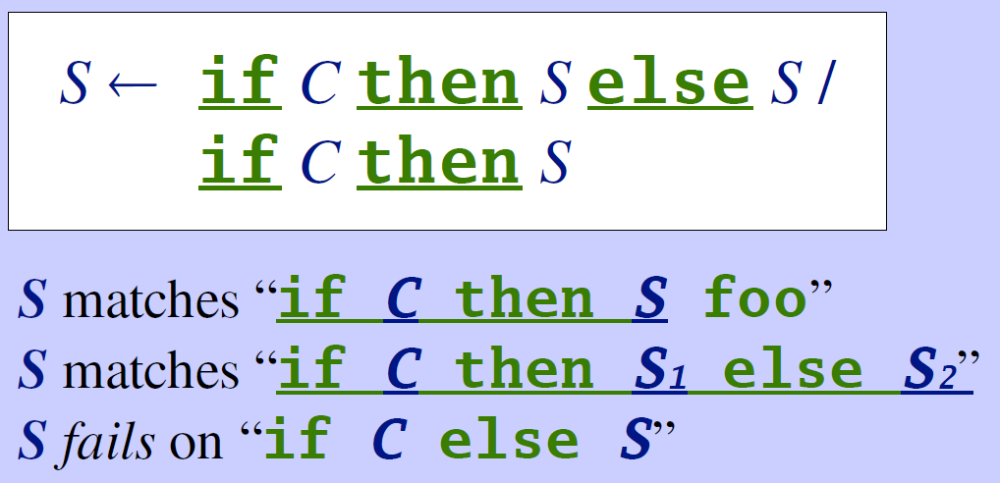 S ← if C then S else S /
if C then S
S matches “if C then S foo”
S matches “if C then S₁ else S₂”
S fails on “if C else S”